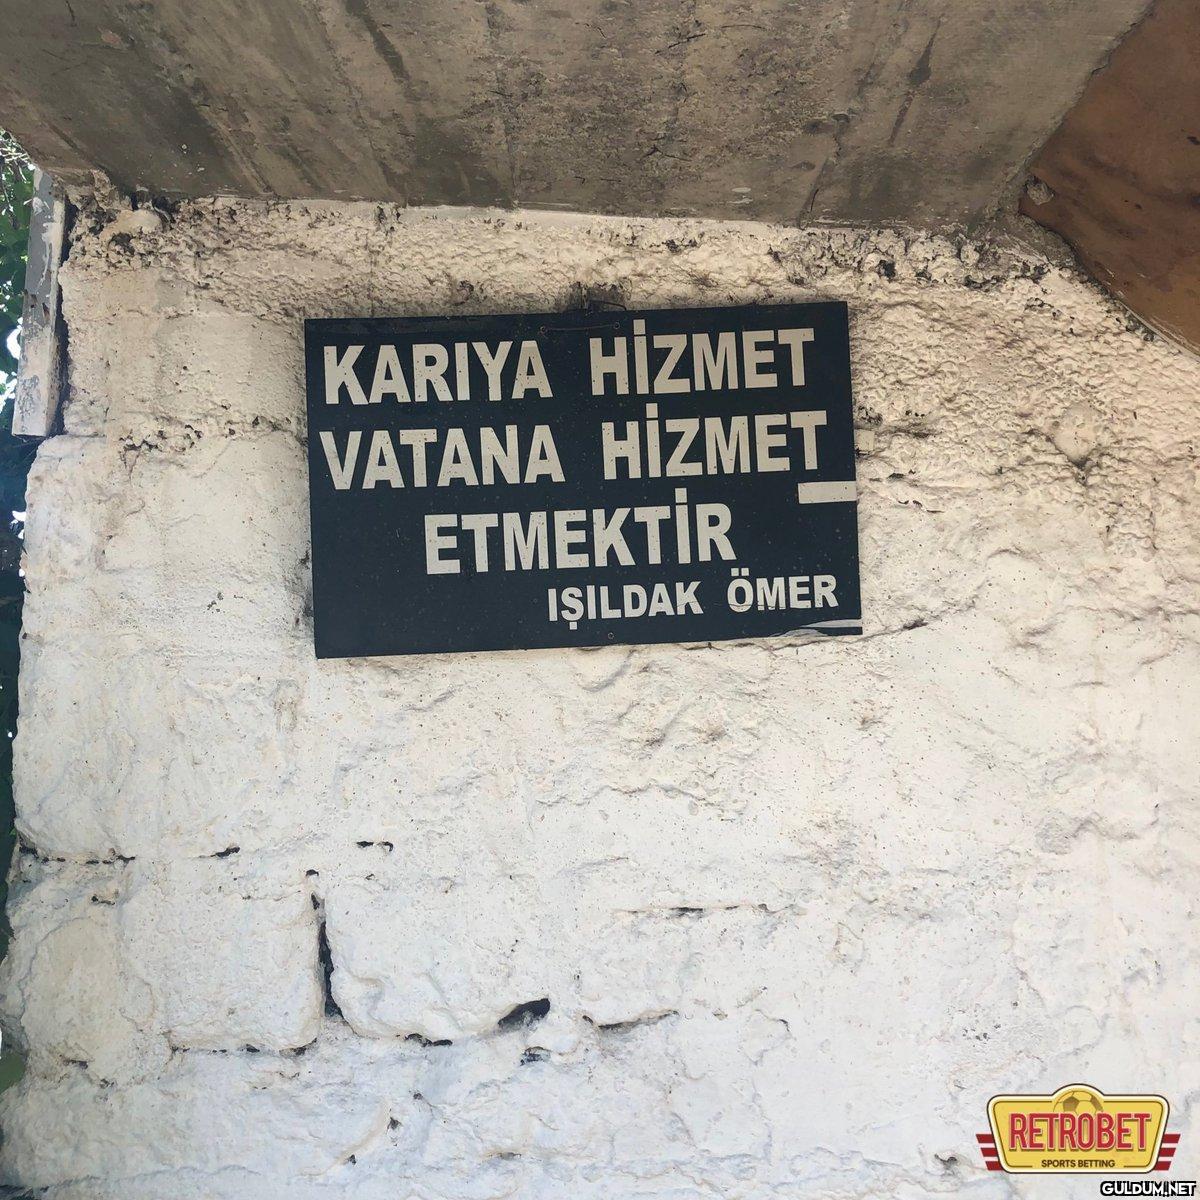 KARIYA HİZMET
VATANA HİZMET
ETMEKTİR
IŞILDAK ÖMER
RETROBET
SPORTS BETTING
GULDUM.NET